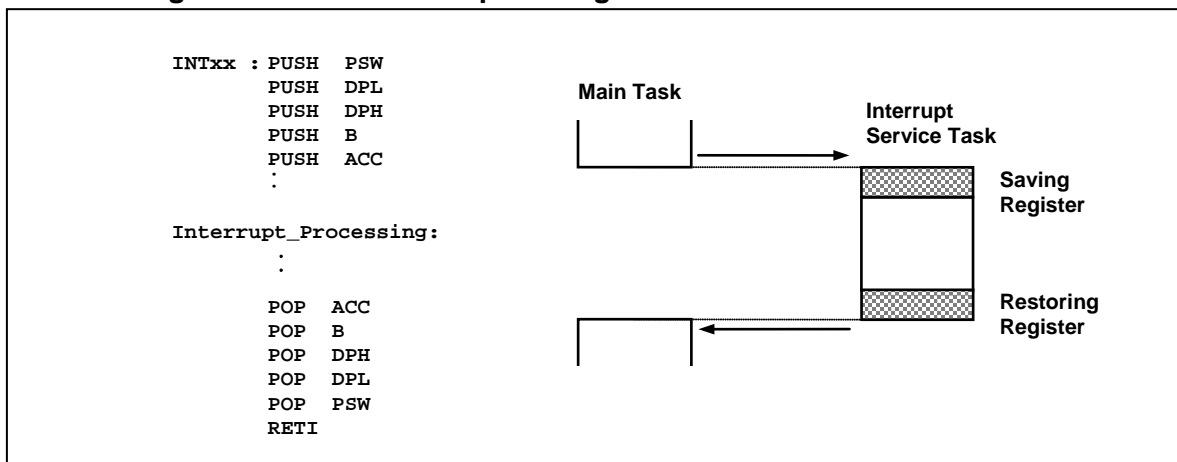 INTxx : PUSH PSW
PUSH DPL
PUSH DPH
PUSH B
PUSH ACC
:
Interrupt_Processing:
:
POP ACC
POP B
POP DPH
POP DPL
POP PSW
RETI
Main Task
Interrupt
Service Task
Saving
Register
Restoring
Register